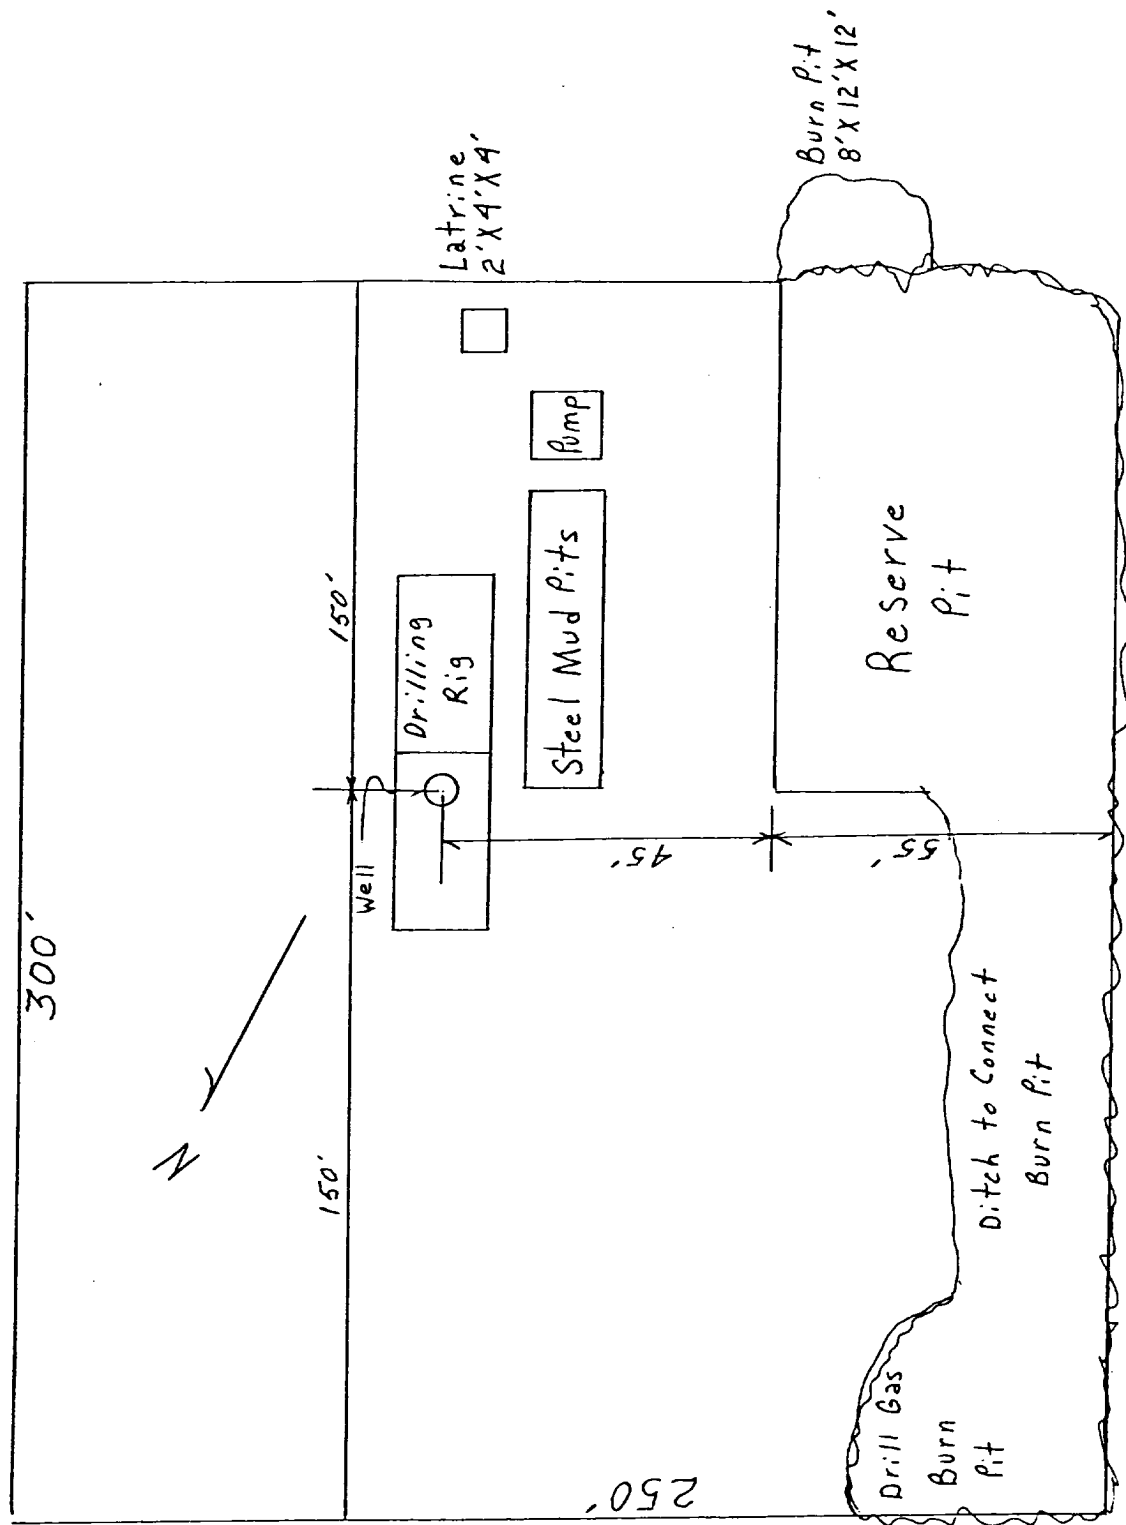 300'
N
150'
150'
Well
Drilling
Rig
Latrine
2'X4'X4'
Steel Mud Pits
Pump
45'
55'
Burn Pit
8'X12'X12'
Reserve
Pit
Ditch to Connect
Burn Pit
250'
Drill Gas
Burn
Pit